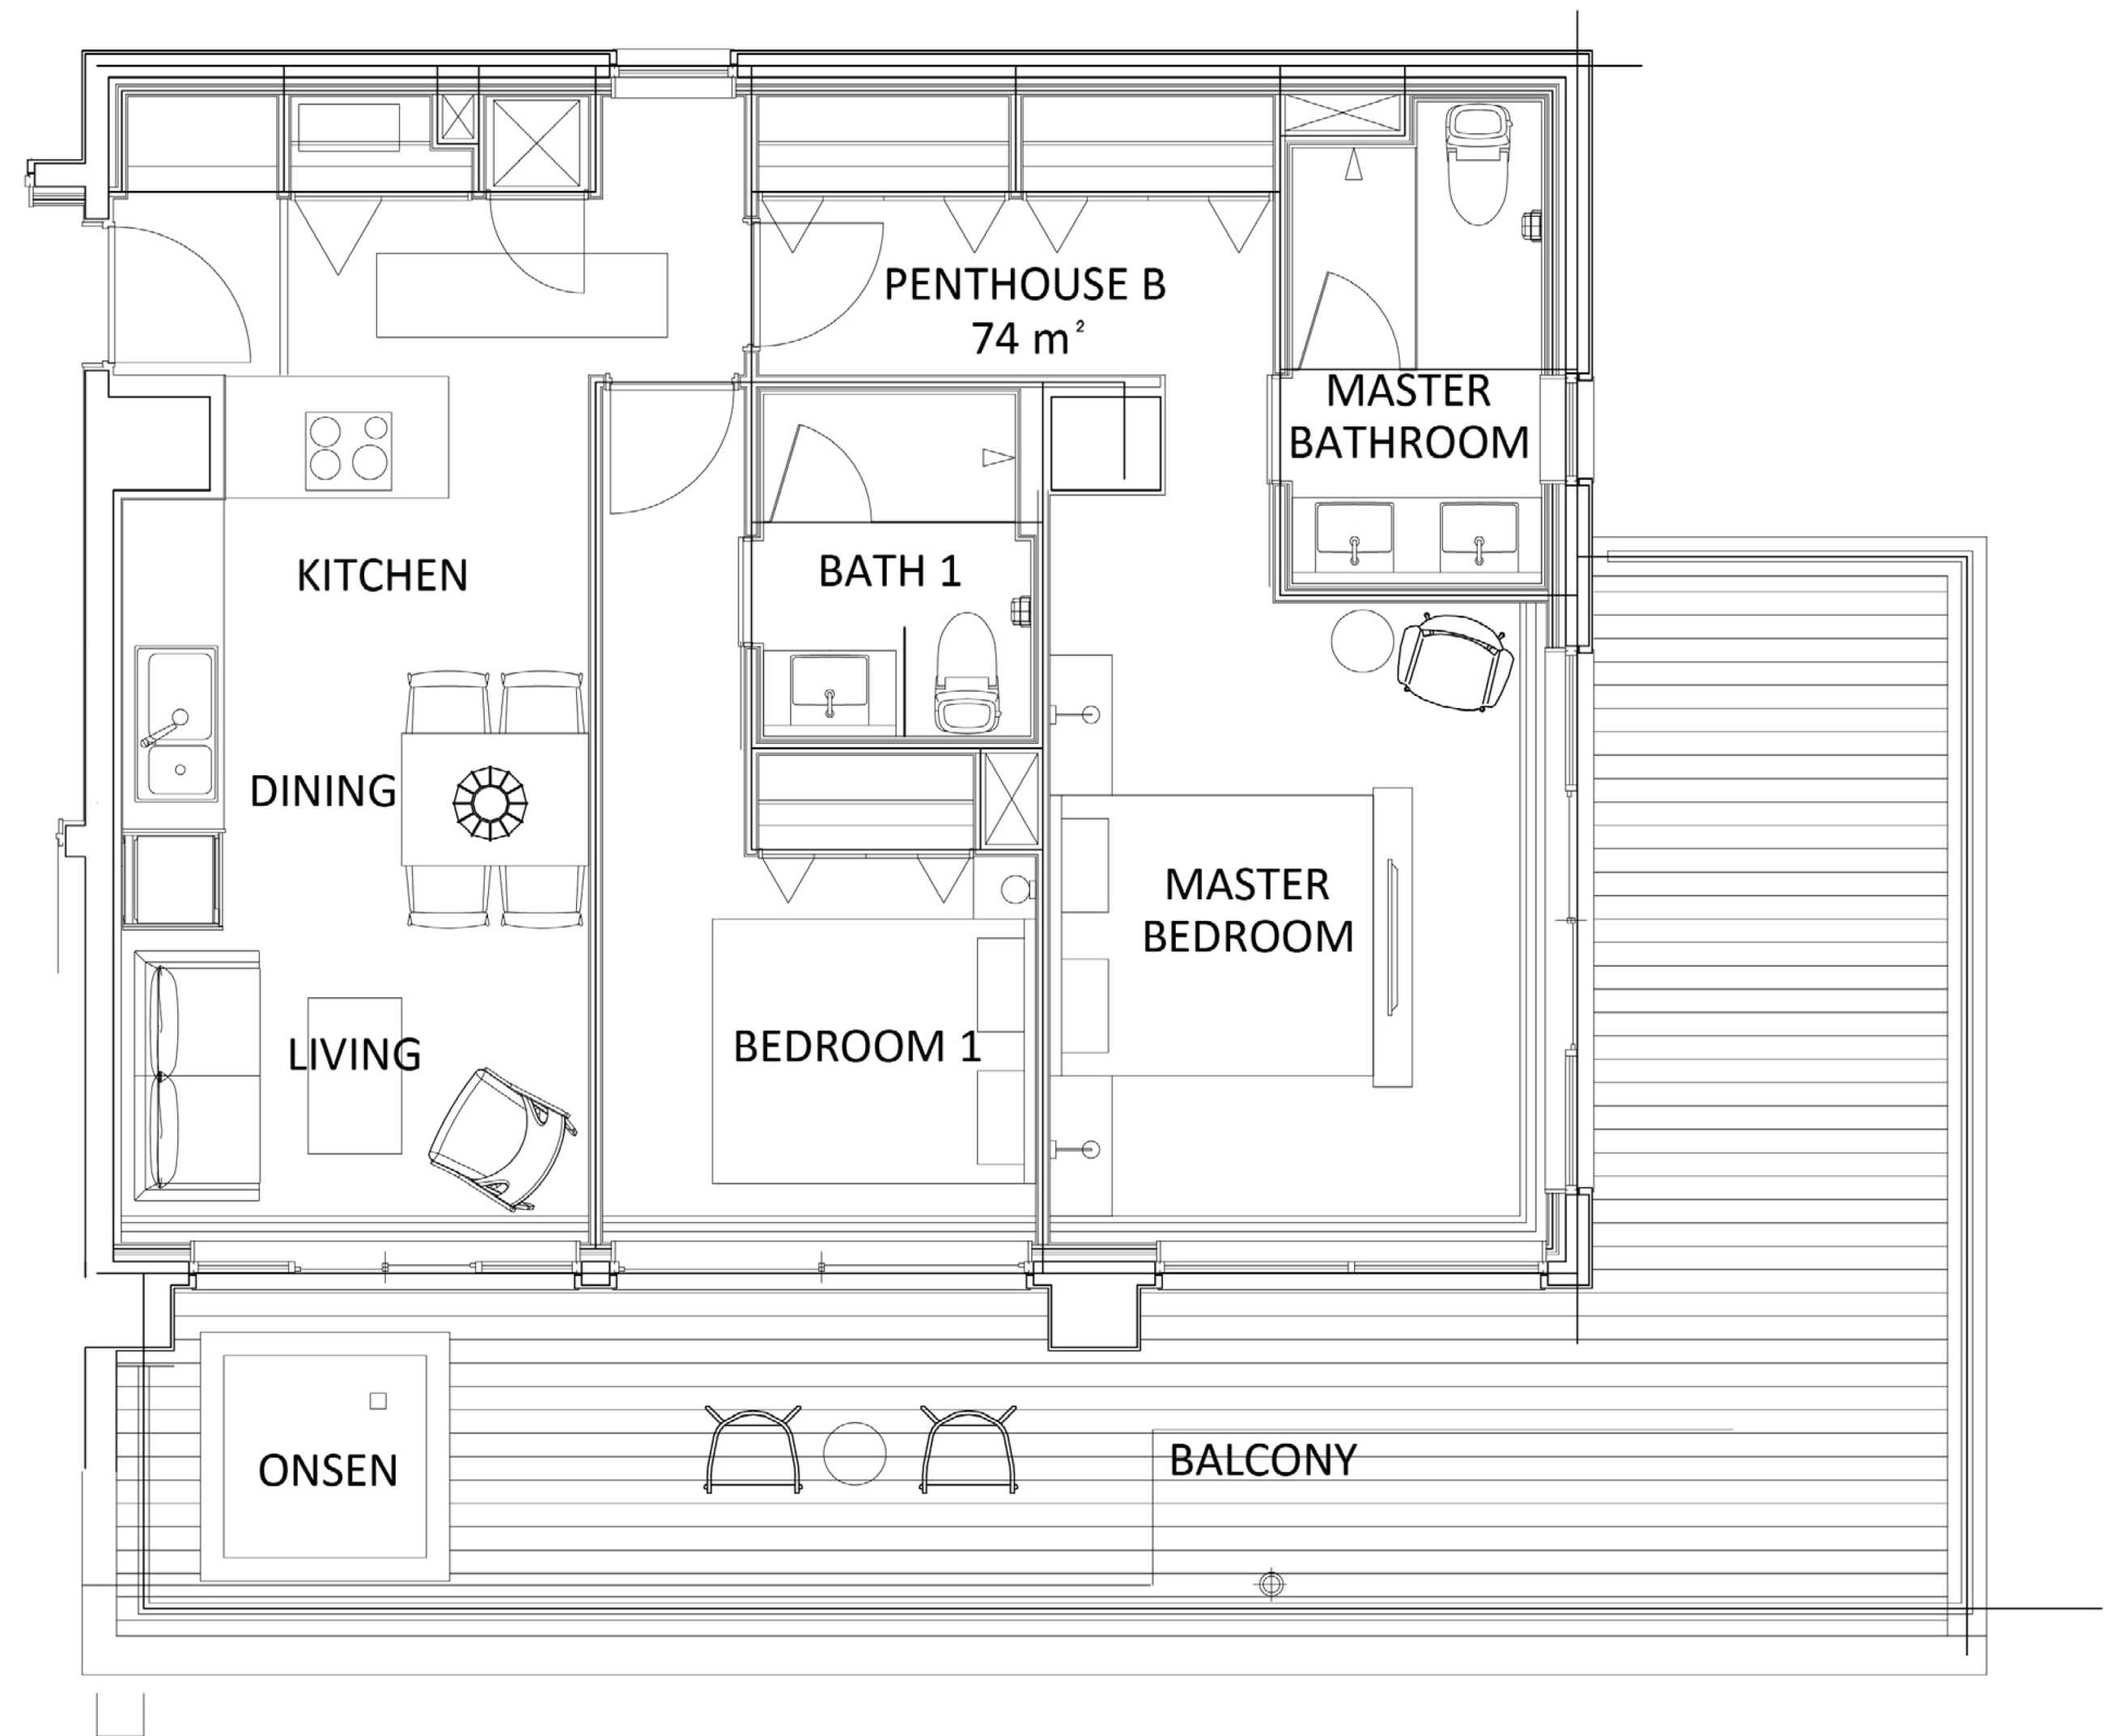 PENTHOUSE B
74 m²
MASTER
BATHROOM
KITCHEN
BATH 1
DINING
MASTER
BEDROOM
LIVING
BEDROOM 1
ONSEN
BALCONY